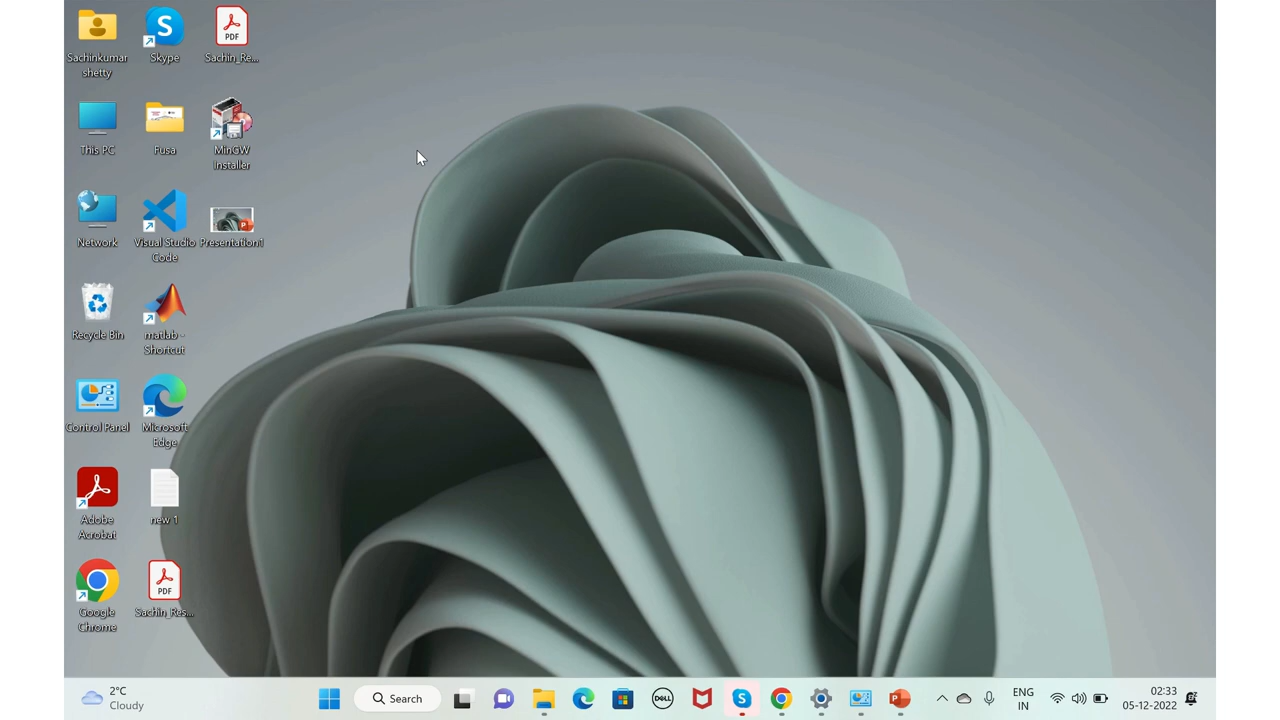 Sachinkumar
shetty
Skype
Sachin_Re...
PDF
This PC
Fusa
MinGW
Installer
Network
Visual Studio
Code
Presentation1
Recycle Bin
matlab -
Shortcut
Control Panel
Microsoft
Edge
Adobe
Acrobat
new 1
Google
Chrome
PDF
Sachin_Res...
2°C
Cloudy
Search
DELL
ENG
IN
02:33
05-12-2022